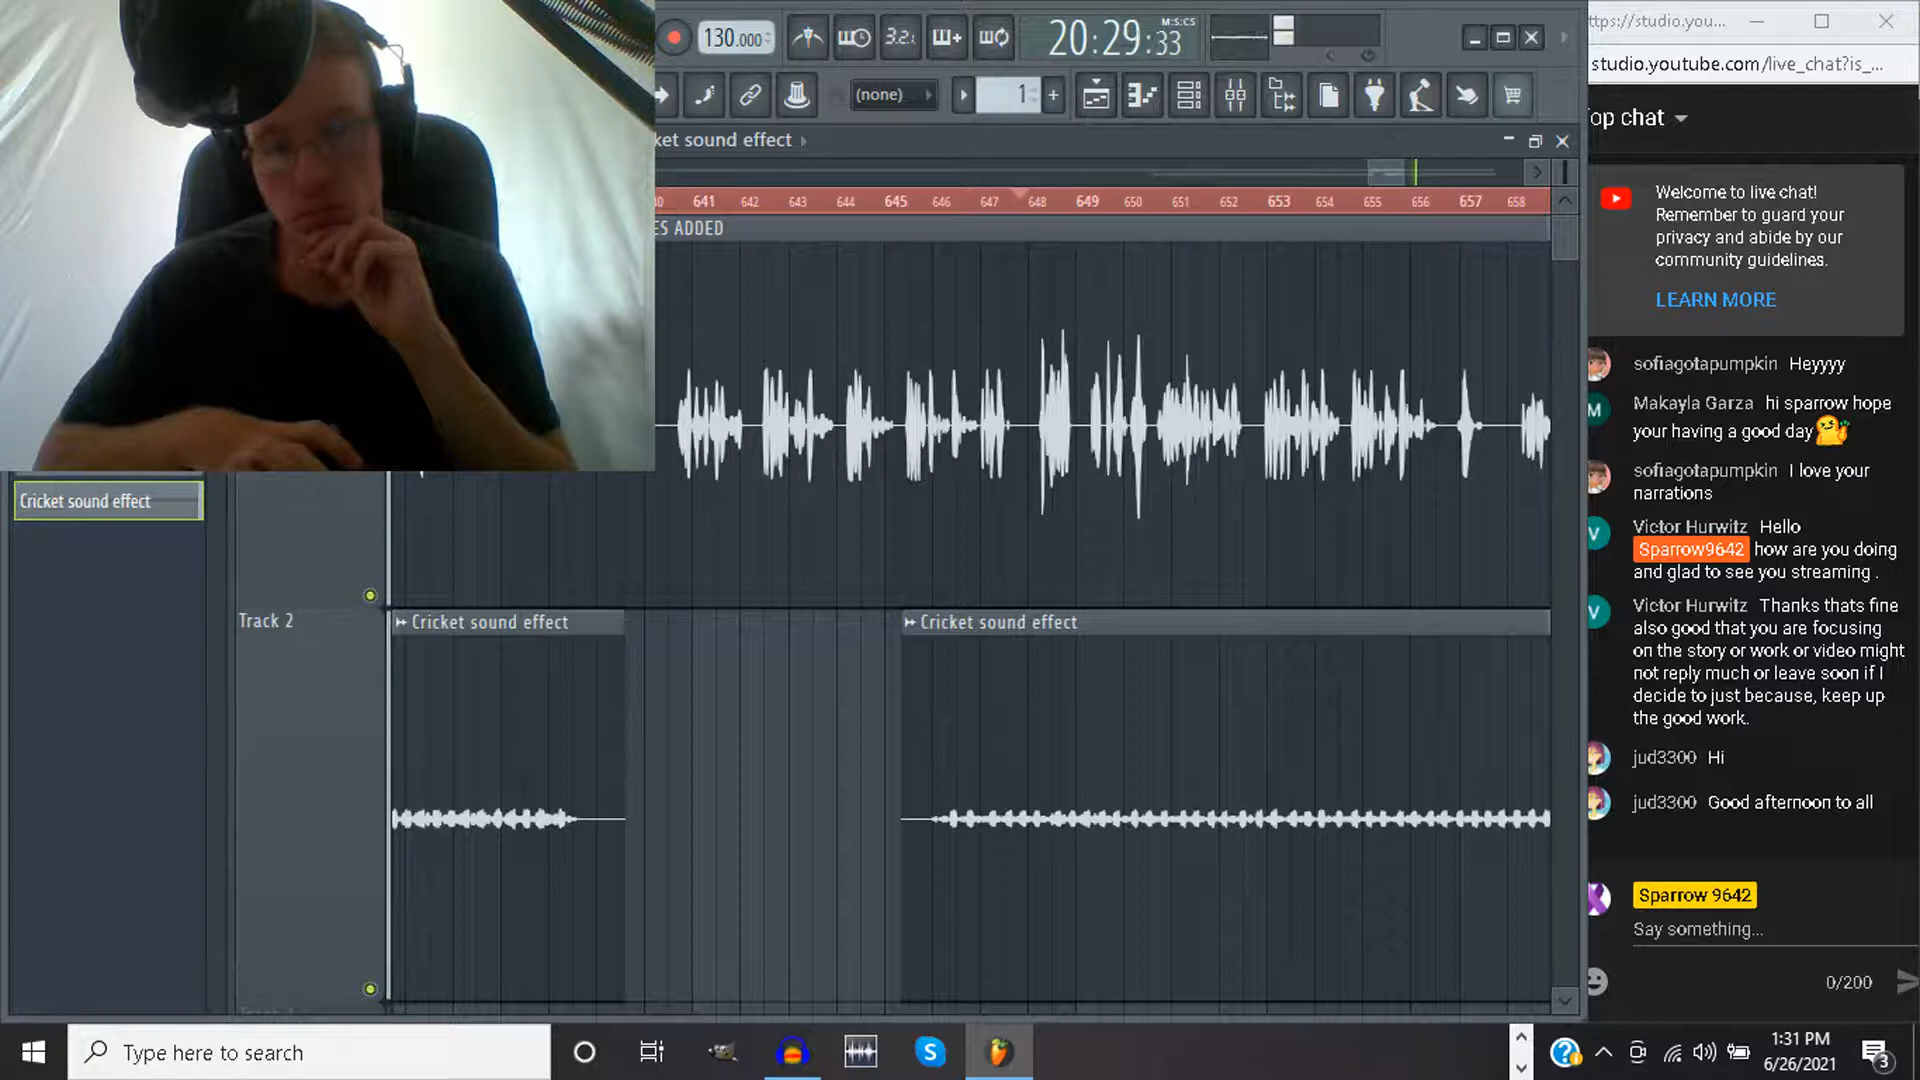 130.000
3.2:
20:29:33
M:S:CS
ttps://studio.you...
studio.youtube.com/live_chat?is_...
(none)
1
op chat
ket sound effect
40 641 642 643 644 645 646 647 648 649 650 651 652 653 654 655 656 657 658
ES ADDED
Welcome to live chat!
Remember to guard your
privacy and abide by our
community guidelines.
LEARN MORE
sofiagotapumpkin Heyyyy
M Makayla Garza hi sparrow hope
your having a good day
sofiagotapumpkin I love your
narrations
V Victor Hurwitz Hello
Sparrow9642 how are you doing
and glad to see you streaming .
V Victor Hurwitz Thanks thats fine
also good that you are focusing
on the story or work or video might
not reply much or leave soon if I
decide to just because, keep up
the good work.
jud3300 Hi
jud3300 Good afternoon to all
Sparrow 9642
Say something...
0/200
Cricket sound effect
Track 2
Cricket sound effect
Cricket sound effect
Type here to search
1:31 PM
6/26/2021
3